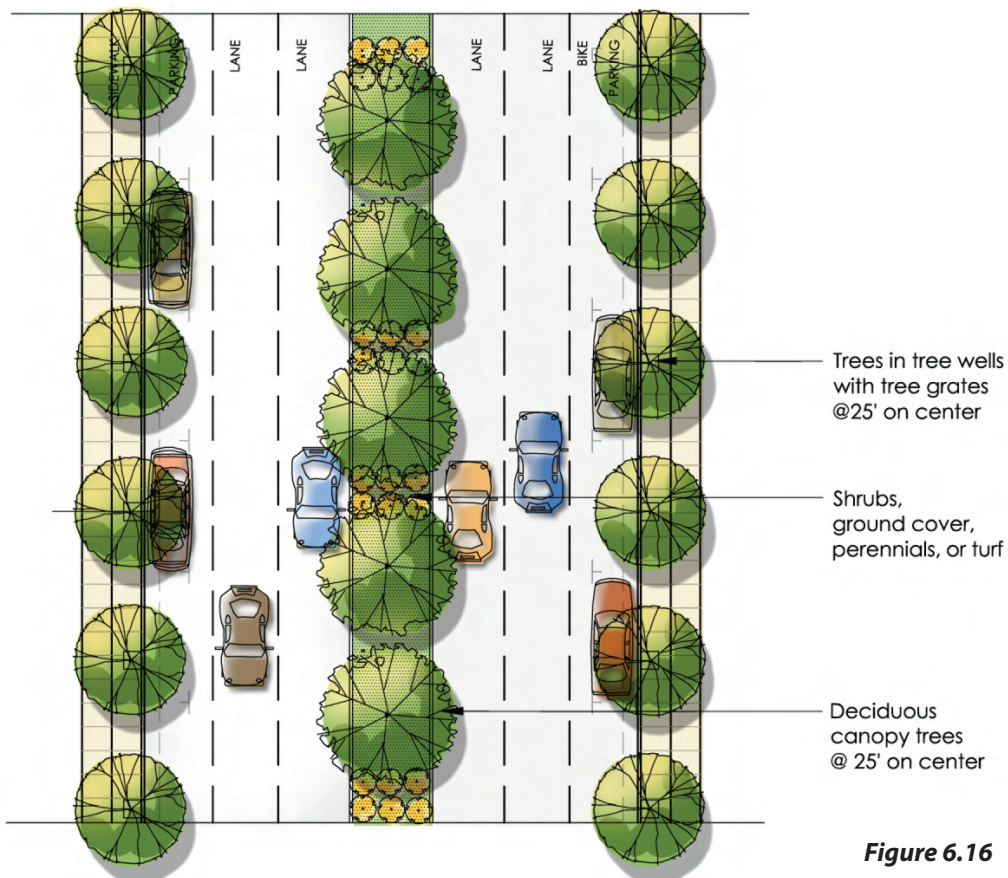 SIDEWALK
PARKING
LANE
LANE
LANE
LANE
BIKE
PARKING
Trees in tree wells
with tree grates
@25' on center
Shrubs,
ground cover,
perennials, or turf
Deciduous
canopy trees
@ 25' on center
Figure 6.16